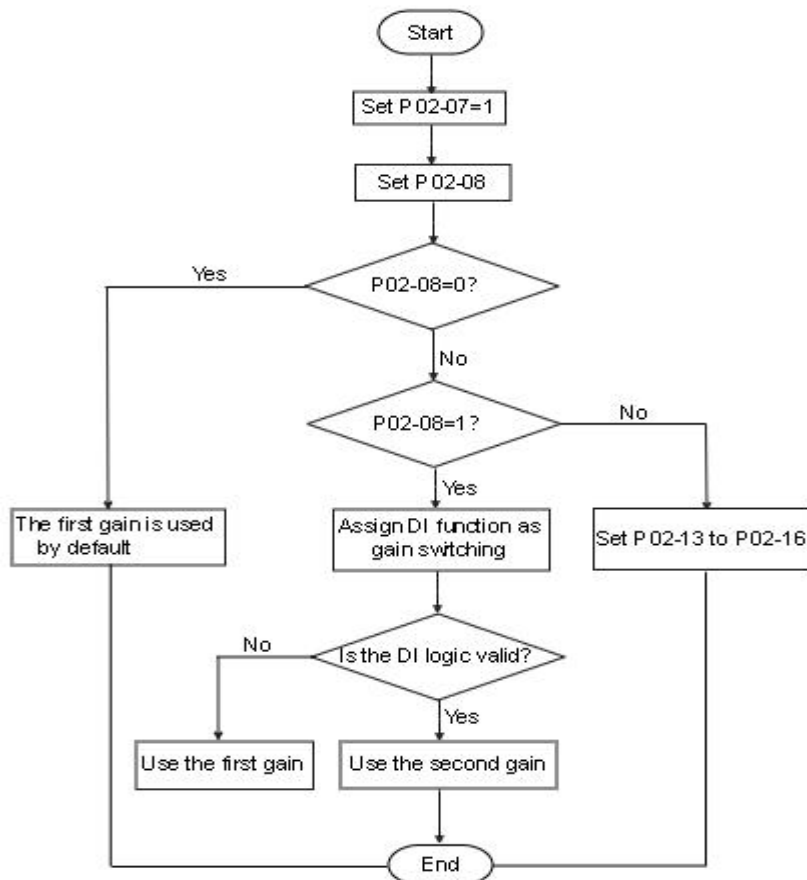 Start
Set P02-07=1
Set P02-08
Yes
P02-08=0?
No
P02-08=1?
No
Yes
The first gain is used
by default
Assign DI function as
gain switching
Set P02-13 to P02-16
No
Is the DI logic valid?
Yes
Use the first gain
Use the second gain
End